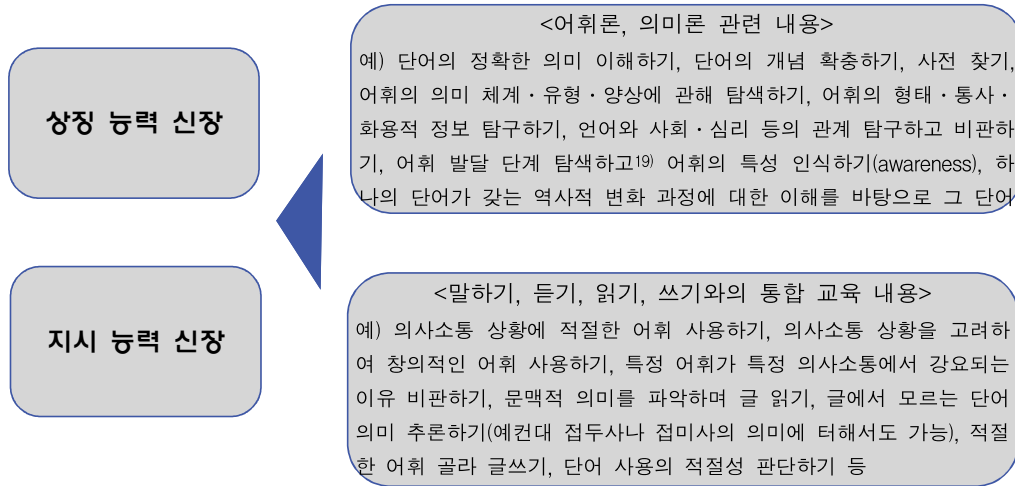 상징 능력 신장
<어휘론, 의미론 관련 내용>
예) 단어의 정확한 의미 이해하기, 단어의 개념 확충하기, 사전 찾기,
어휘의 의미 체계·유형·양상에 관해 탐색하기, 어휘의 형태·통사·
화용적 정보 탐구하기, 언어와 사회·심리 등의 관계 탐구하고 비판하
기, 어휘 발달 단계 탐색하고19) 어휘의 특성 인식하기(awareness), 하
나의 단어가 갖는 역사적 변화 과정에 대한 이해를 바탕으로 그 단어
지시 능력 신장
<말하기, 듣기, 읽기, 쓰기와의 통합 교육 내용>
예) 의사소통 상황에 적절한 어휘 사용하기, 의사소통 상황을 고려하
여 창의적인 어휘 사용하기, 특정 어휘가 특정 의사소통에서 강요되는
이유 비판하기, 문맥적 의미를 파악하며 글 읽기, 글에서 모르는 단어
의미 추론하기(예컨대 접두사나 접미사의 의미에 터해서도 가능), 적절
한 어휘 골라 글쓰기, 단어 사용의 적절성 판단하기 등